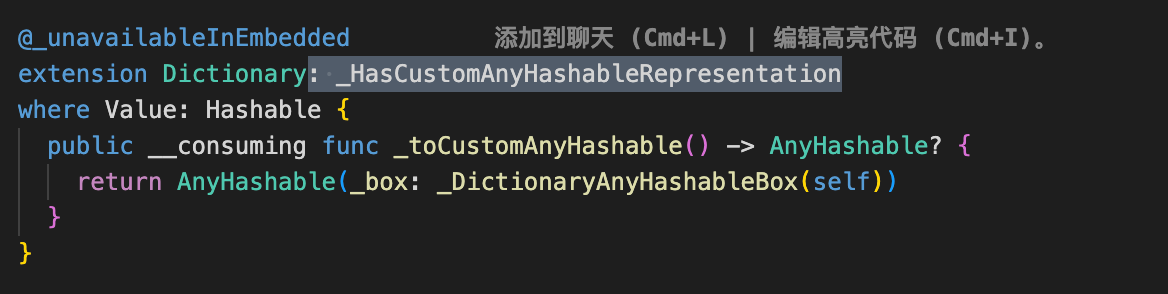 @_unavailableInEmbedded 添加到聊天 (Cmd+L) | 编辑高亮代码 (Cmd+I)。
extension Dictionary: _HasCustomAnyHashableRepresentation
where Value: Hashable {
  public __consuming func _toCustomAnyHashable() -> AnyHashable? {
    return AnyHashable(_box: _DictionaryAnyHashableBox(self))
  }
}